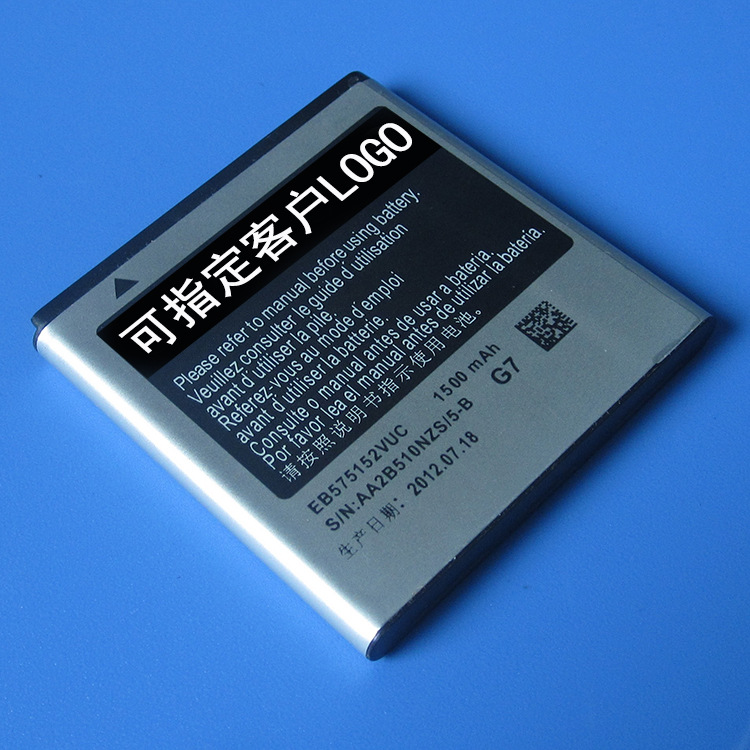 可指定客户LOGO
Please refer to manual before using battery.
Veuillez consulter le guide d´utilisation
avant d´utiliser la pile.
Referez-vous au mode d´emploi
avant d´utiliser la batterie.
Consulte o manual antes de usar a bateria.
Por favor lea el manual antes de utilizar la bateria.
请按照说明书指示使用电池。
EB575152VUC 1500 mAh
S/N:AA2B510NZS/5-B G7
生产日期: 2012.07.18